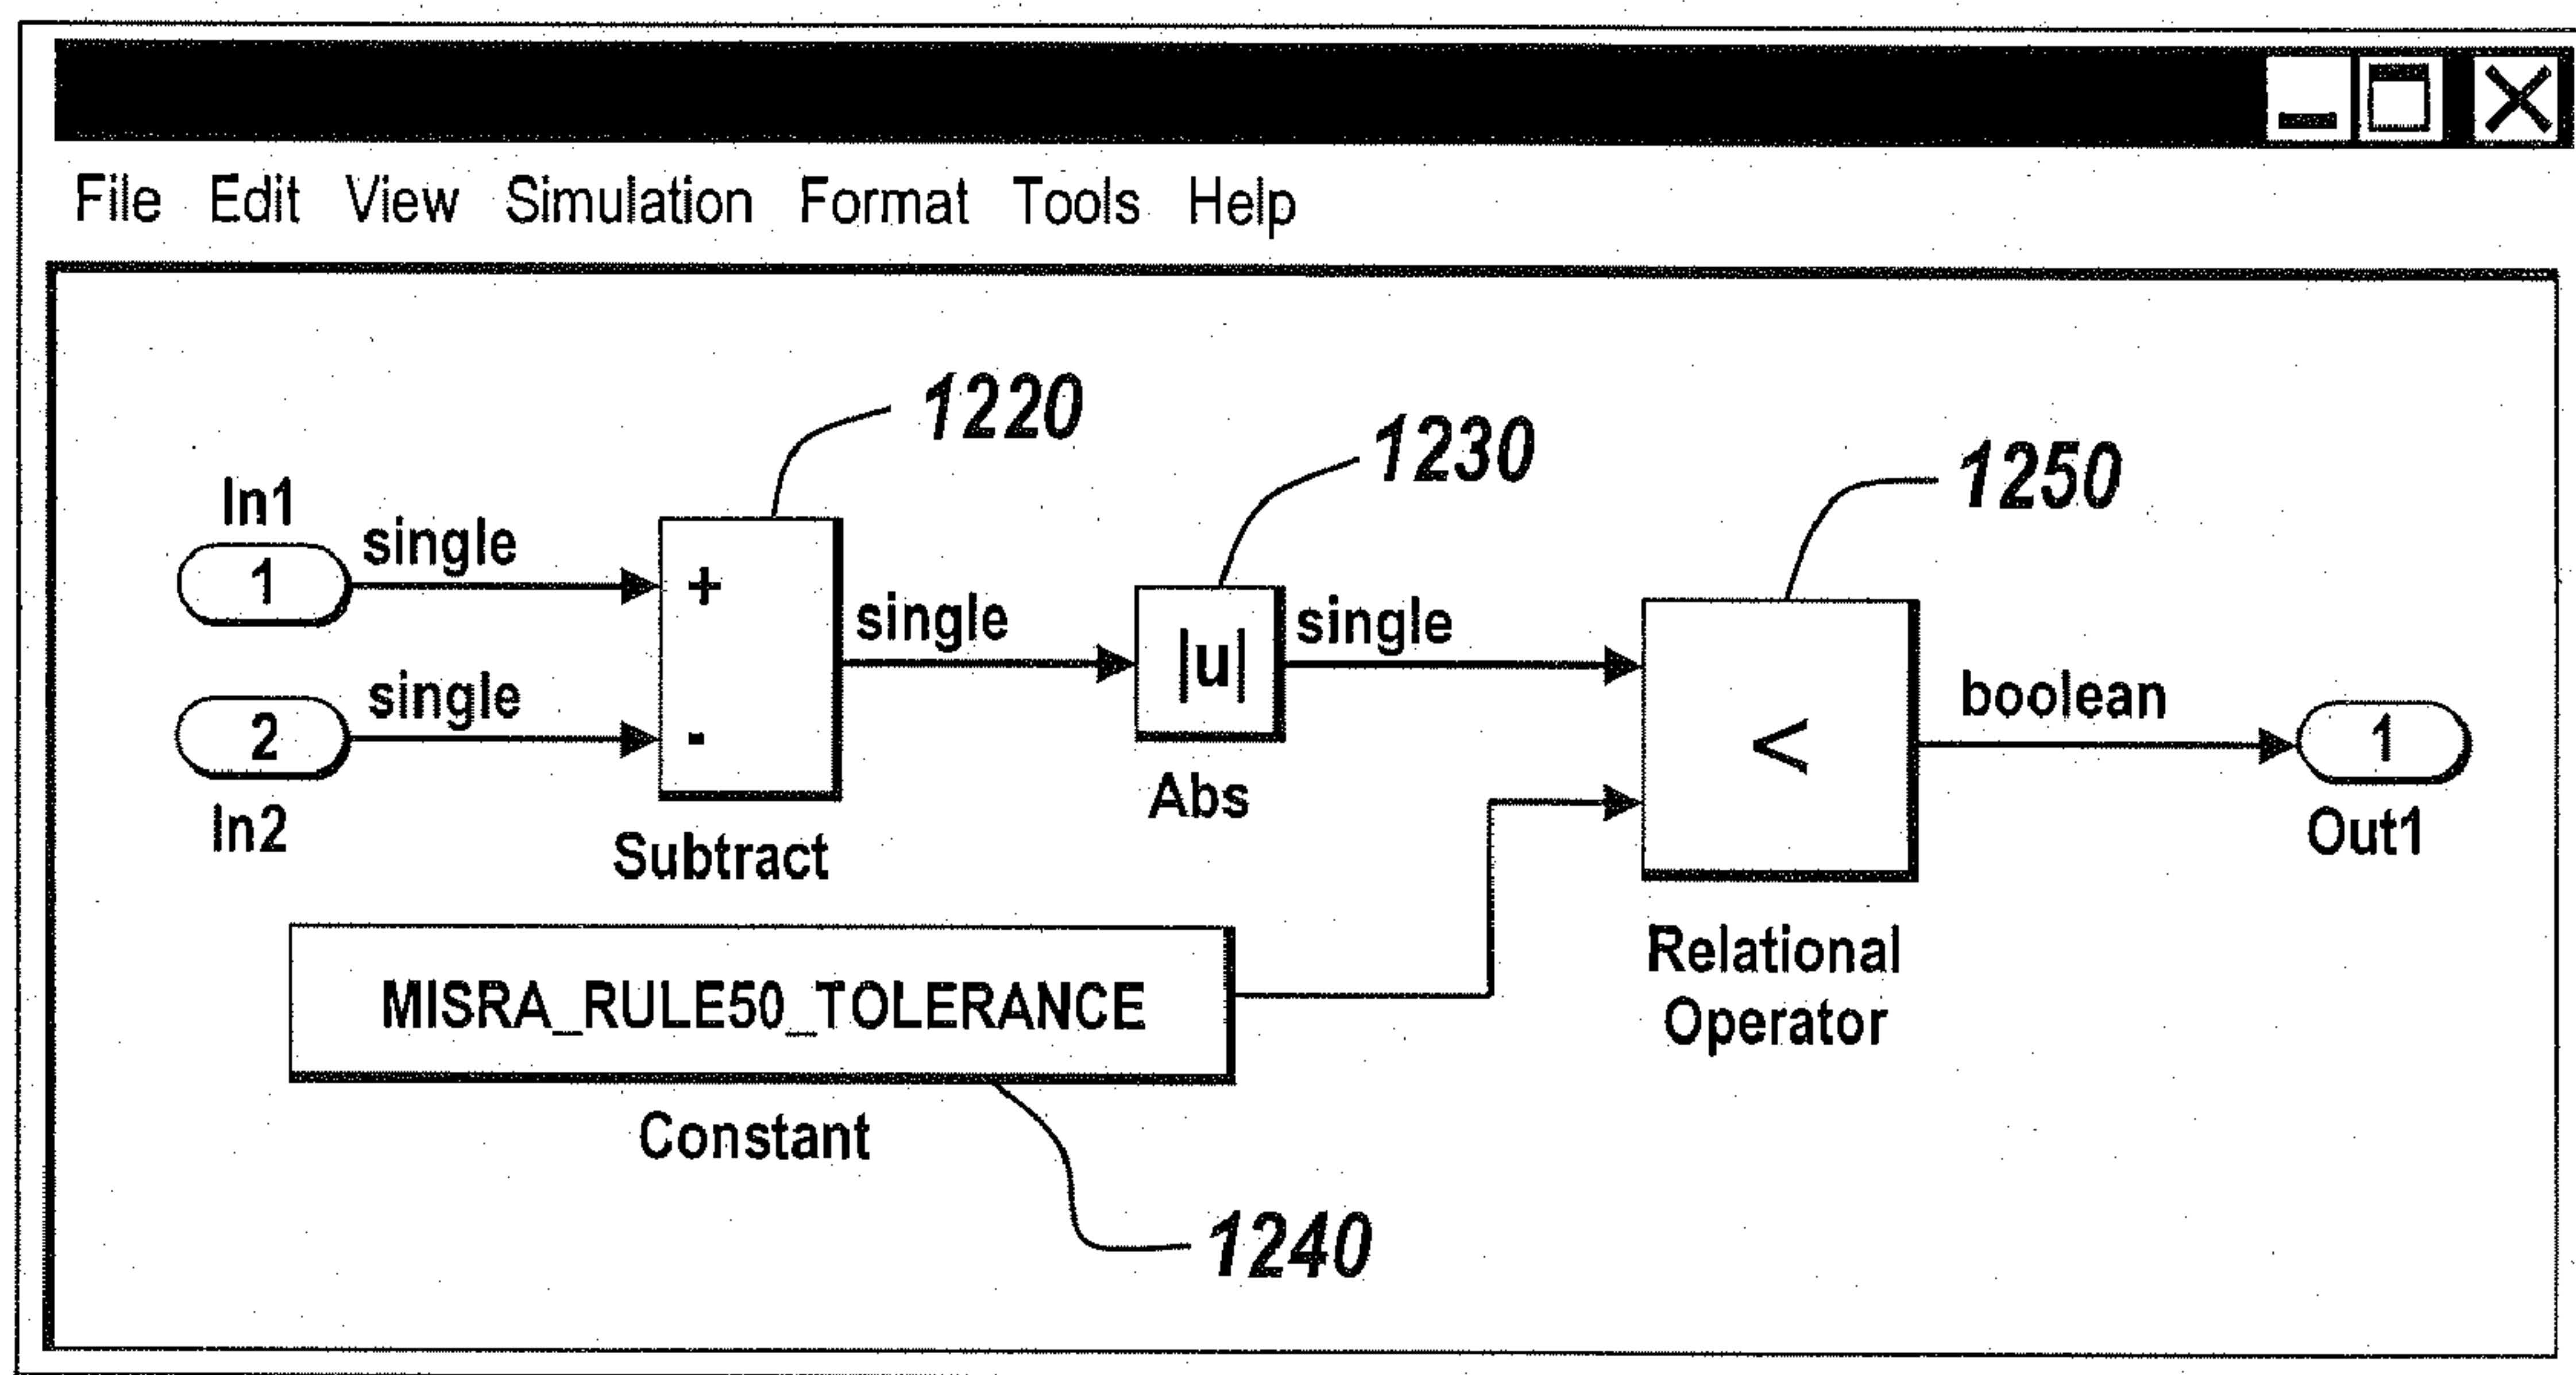 File Edit View Simulation Format Tools Help
1220
1230
1250
In1
1
single
+
single
|u|
single
<
boolean
1
Out1
2
single
-
In2
Subtract
Abs
Relational
Operator
MISRA_RULE50_TOLERANCE
Constant
1240